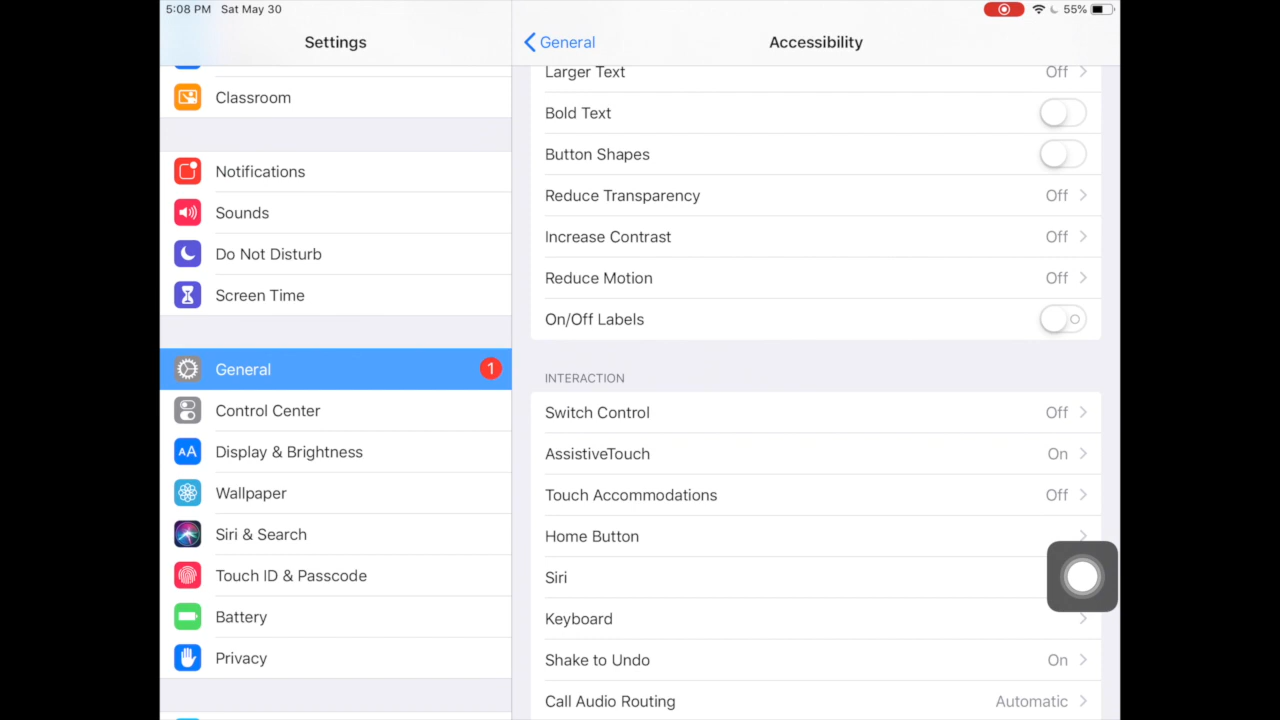 5:08 PM Sat May 30
55%
Settings
Classroom
Notifications
Sounds
Do Not Disturb
Screen Time
General 1
Control Center
Display & Brightness
Wallpaper
Siri & Search
Touch ID & Passcode
Battery
Privacy
General
Accessibility
Larger Text Off
Bold Text
Button Shapes
Reduce Transparency Off
Increase Contrast Off
Reduce Motion Off
On/Off Labels
INTERACTION
Switch Control Off
AssistiveTouch On
Touch Accommodations Off
Home Button
Siri
Keyboard
Shake to Undo On
Call Audio Routing Automatic